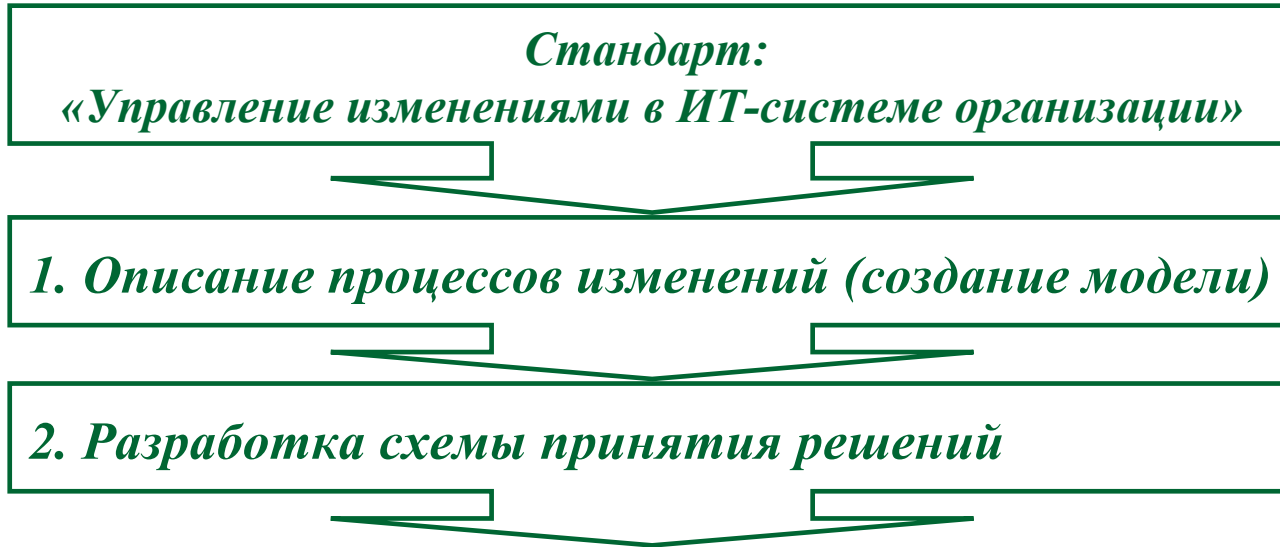 Стандарт:
«Управление изменениями в ИТ-системе организации»
1. Описание процессов изменений (создание модели)
2. Разработка схемы принятия решений